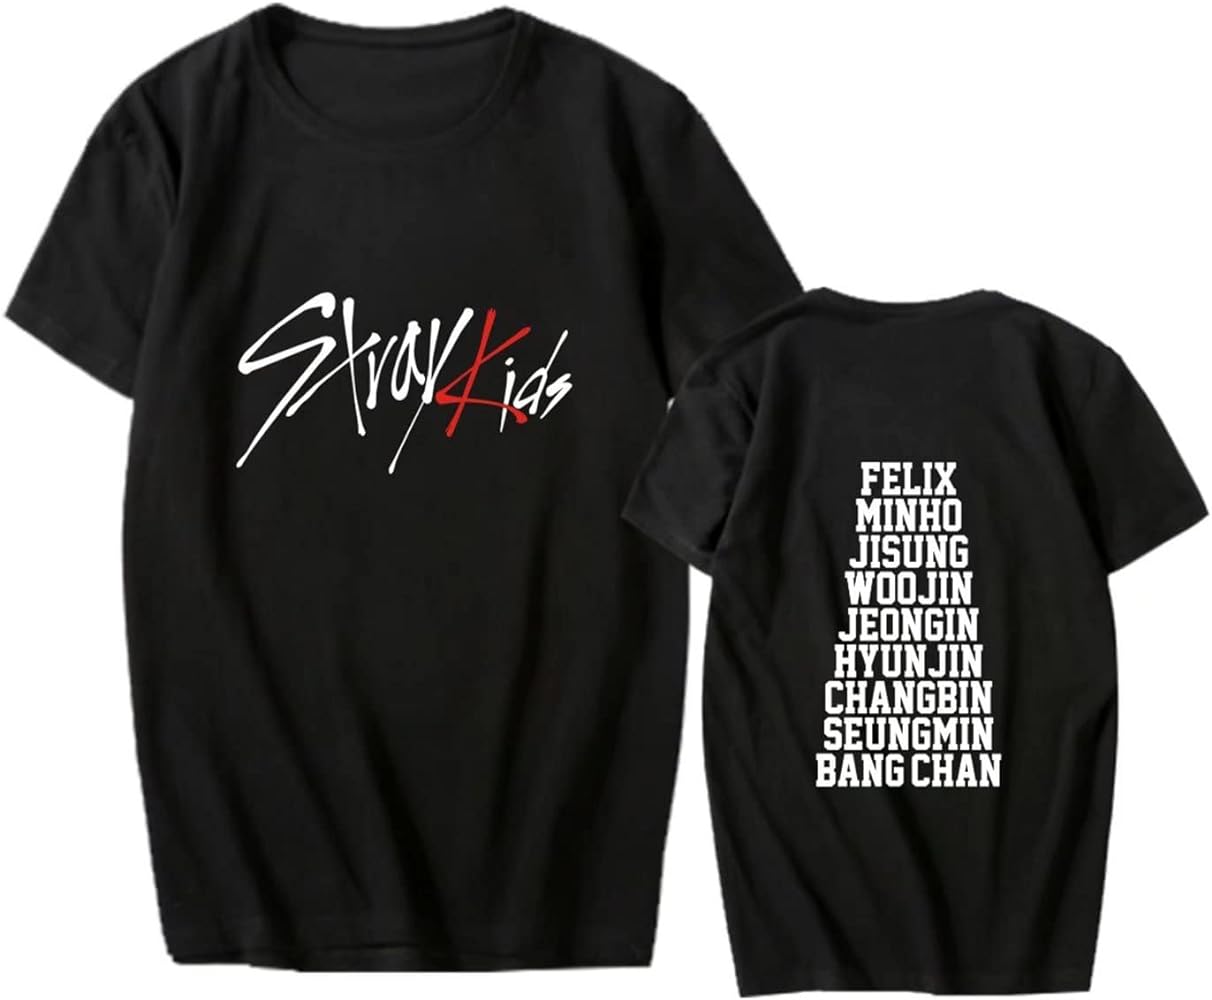 Stray Kids
FELIX
MINHO
JISUNG
WOOJIN
JEONGIN
HYUNJIN
CHANGBIN
SEUNGMIN
BANG CHAN